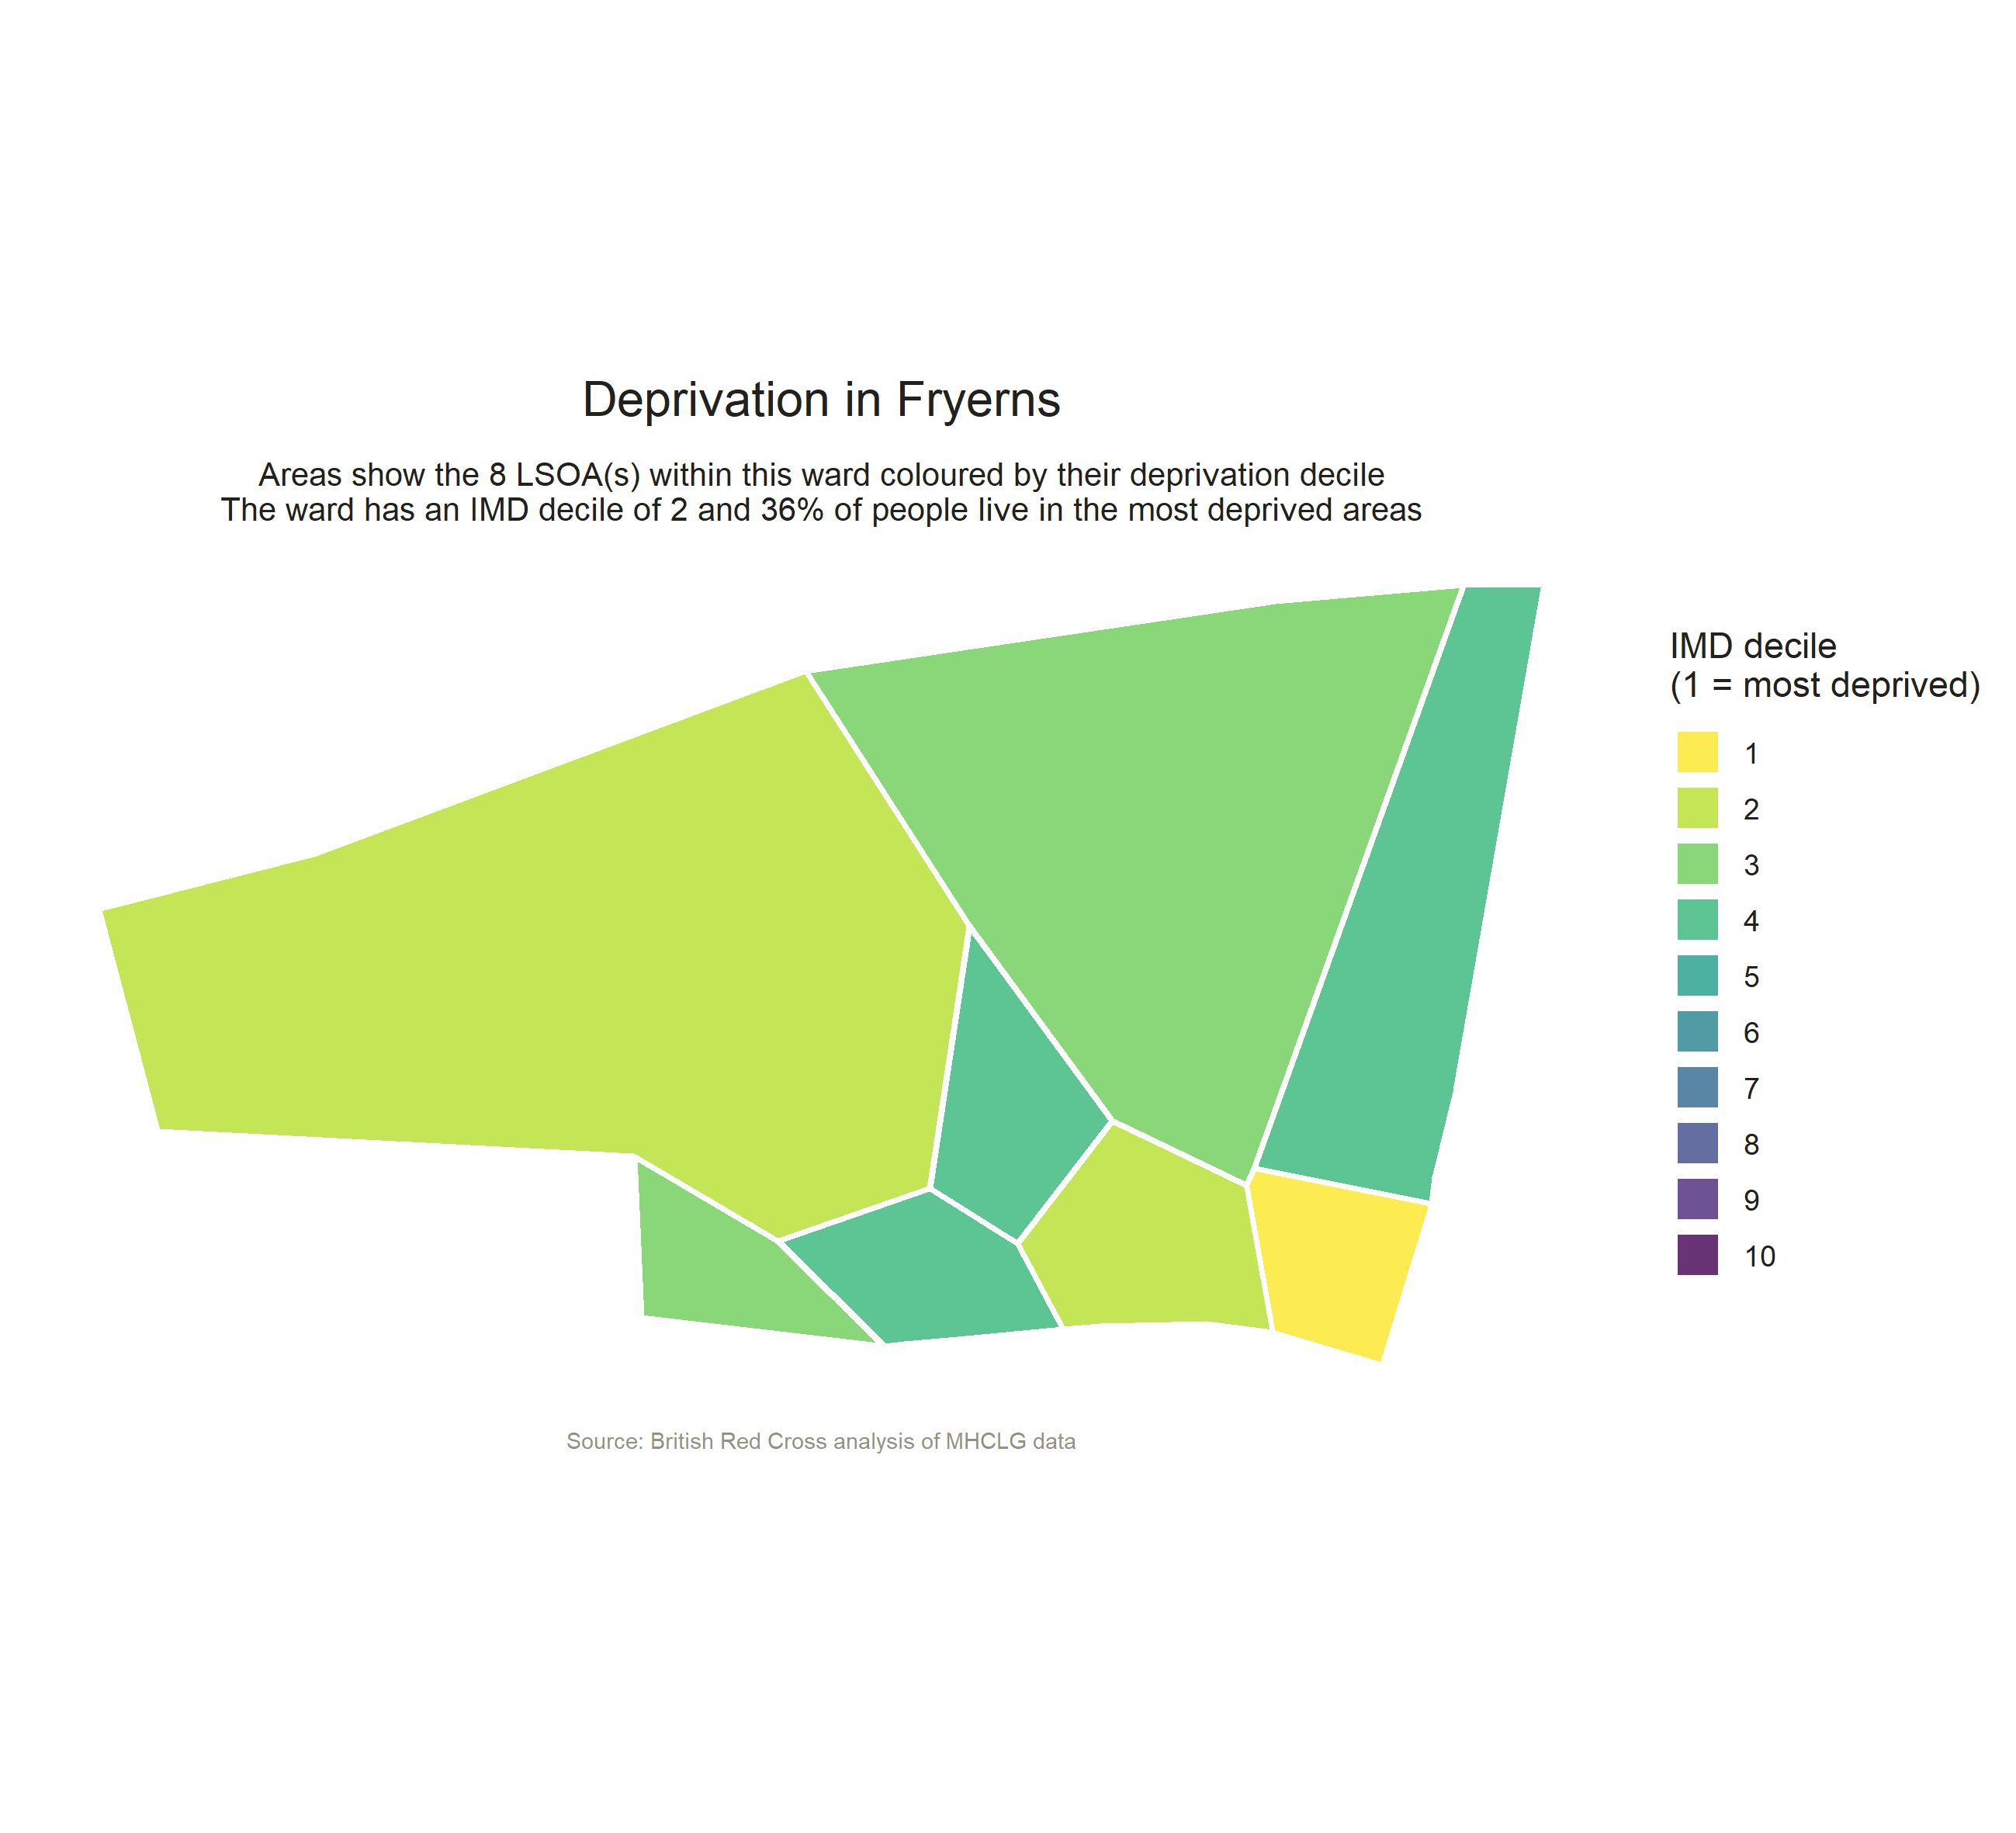 Deprivation in Fryerns
Areas show the 8 LSOA(s) within this ward coloured by their deprivation decile
The ward has an IMD decile of 2 and 36% of people live in the most deprived areas
IMD decile
(1 = most deprived)
1
2
3
4
5
6
7
8
9
10
Source: British Red Cross analysis of MHCLG data